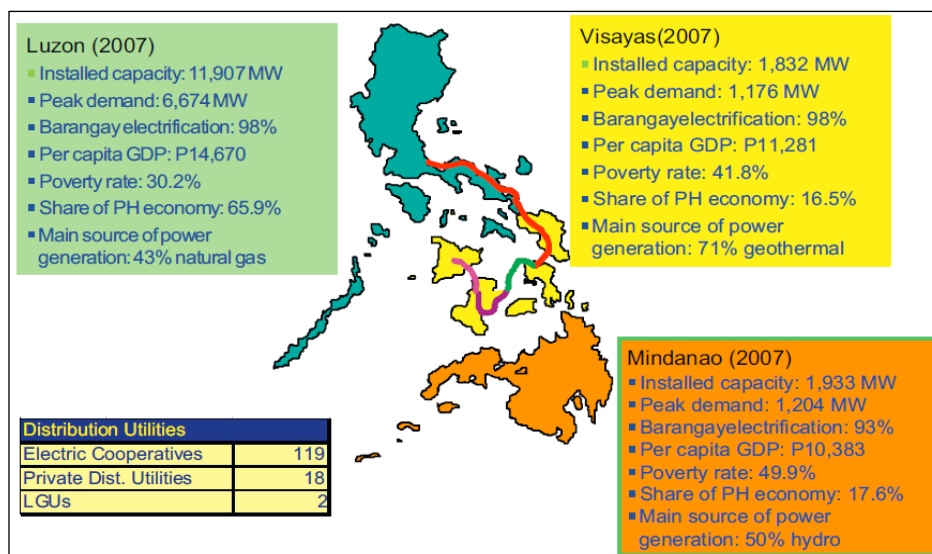 Luzon (2007)
Installed capacity: 11,907 MW
Peak demand: 6,674 MW
Barangayelectrification: 98%
Per capita GDP: P14,670
Poverty rate: 30.2%
Share of PH economy: 65.9%
Main source of power
generation: 43% natural gas
Visayas(2007)
Installed capacity: 1,832 MW
Peak demand: 1,176 MW
Barangayelectrification: 98%
Per capita GDP: P11,281
Poverty rate: 41.8%
Share of PH economy: 16.5%
Main source of power
generation: 71% geothermal
Mindanao (2007)
Installed capacity: 1,933 MW
Peak demand: 1,204 MW
Barangayelectrification: 93%
Per capita GDP: P10,383
Poverty rate: 49.9%
Share of PH economy: 17.6%
Main source of power
generation: 50% hydro
Distribution Utilities
Electric Cooperatives 119
Private Dist. Utilities 18
LGUs 2